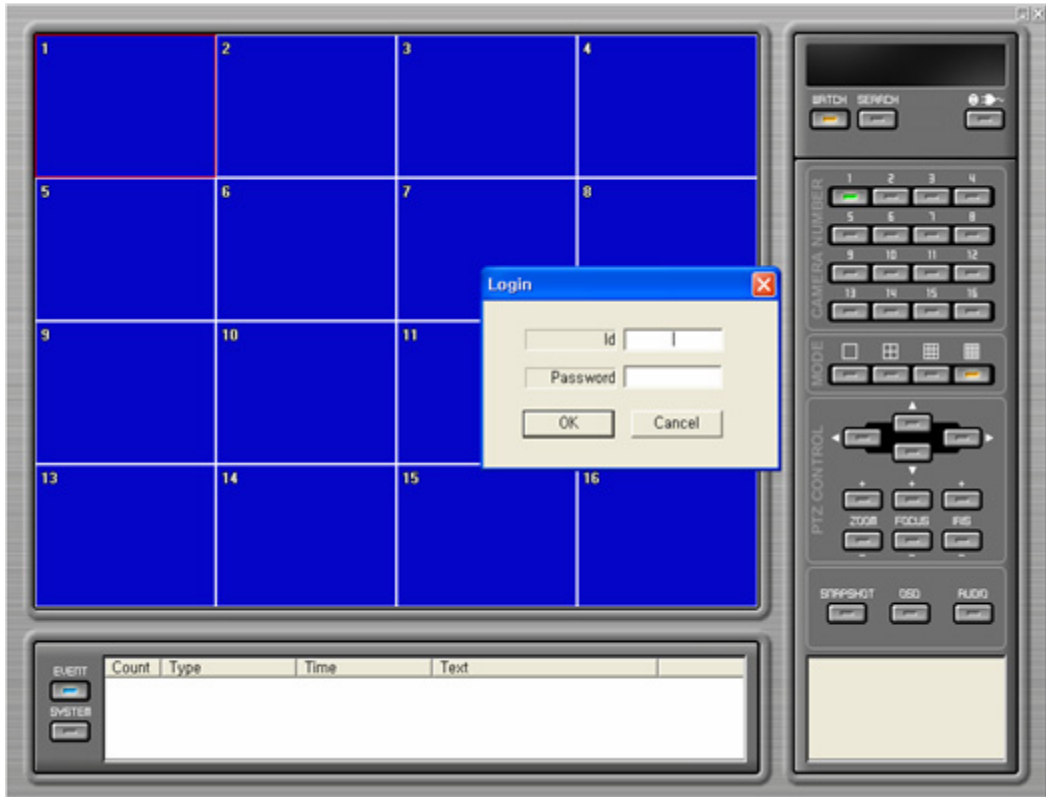 1 2 3 4
5 6 7 8
9 10 11
13 14 15 16
Login
Id
Password
OK Cancel
EVENT
SYSTEM
Count Type Time Text
WATCH SEARCH
CAMERA NUMBER
1 2 3 4
5 6 7 8
9 10 11 12
13 14 15 16
MODE
PTZ CONTROL
+ + +
ZOOM FOCUS IRIS
- - -
SNAPSHOT OSD AUDIO